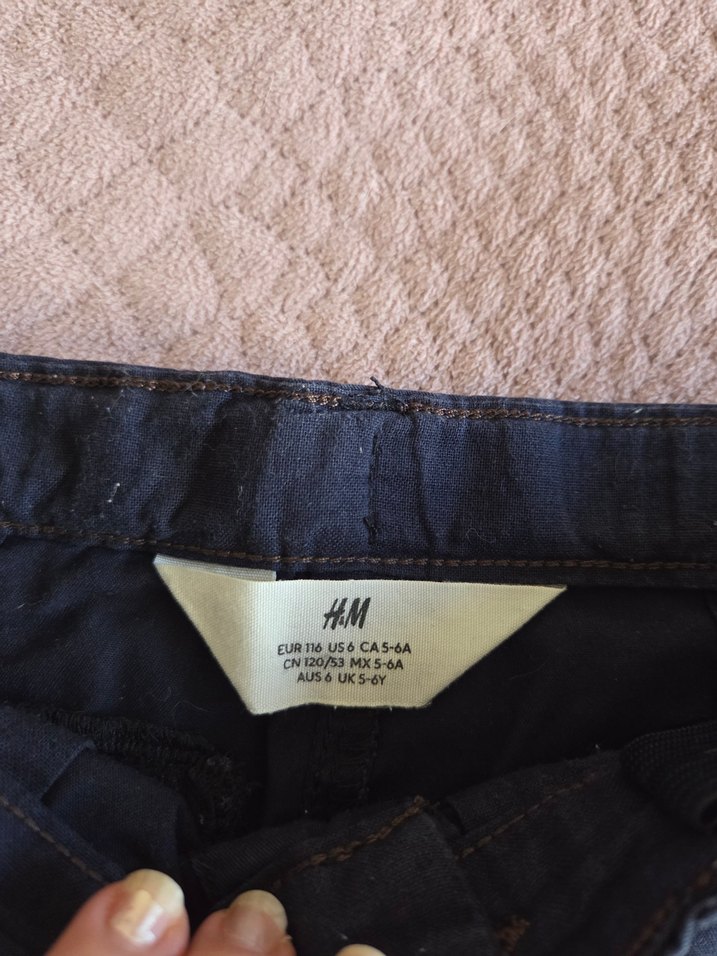 H&M
EUR 116 US 6 CA 5-6A
CN 120/53 MX 5-6A
AUS 6 UK 5-6Y